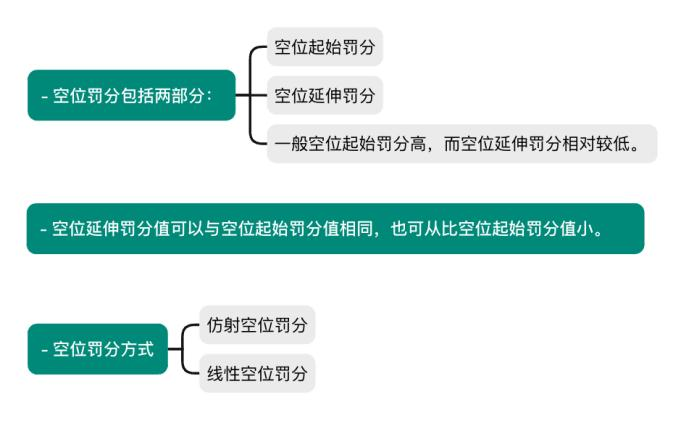 空位起始罚分
- 空位罚分包括两部分：
空位延伸罚分
一般空位起始罚分高，而空位延伸罚分相对较低。
- 空位延伸罚分值可以与空位起始罚分值相同，也可从比空位起始罚分值小。
- 空位罚分方式
仿射空位罚分
线性空位罚分